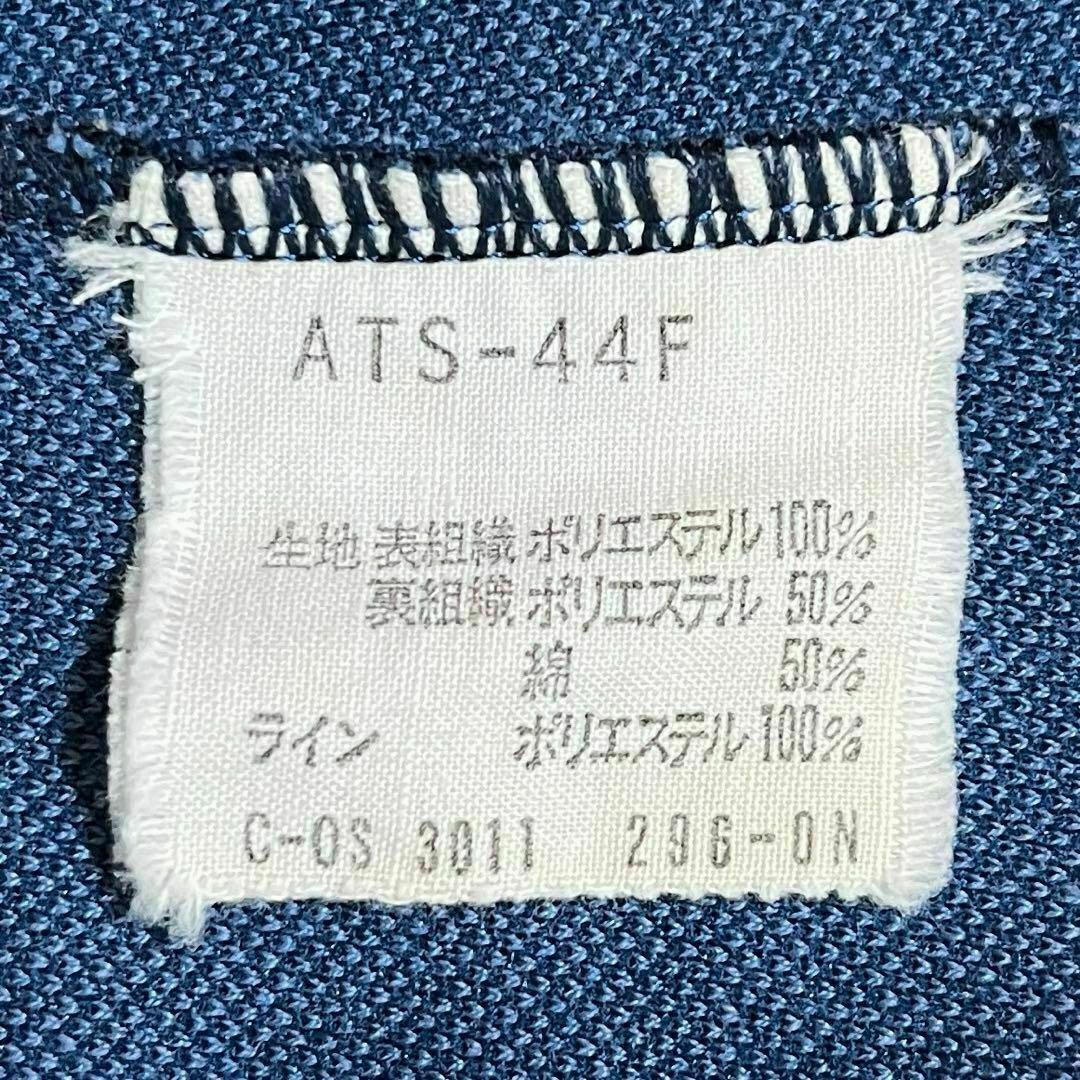 ATS-44F
生地 表組織 ポリエステル 100%
裏組織 ポリエステル 50%
綿 50%
ライン ポリエステル 100%
C-OS 3011 296-ON